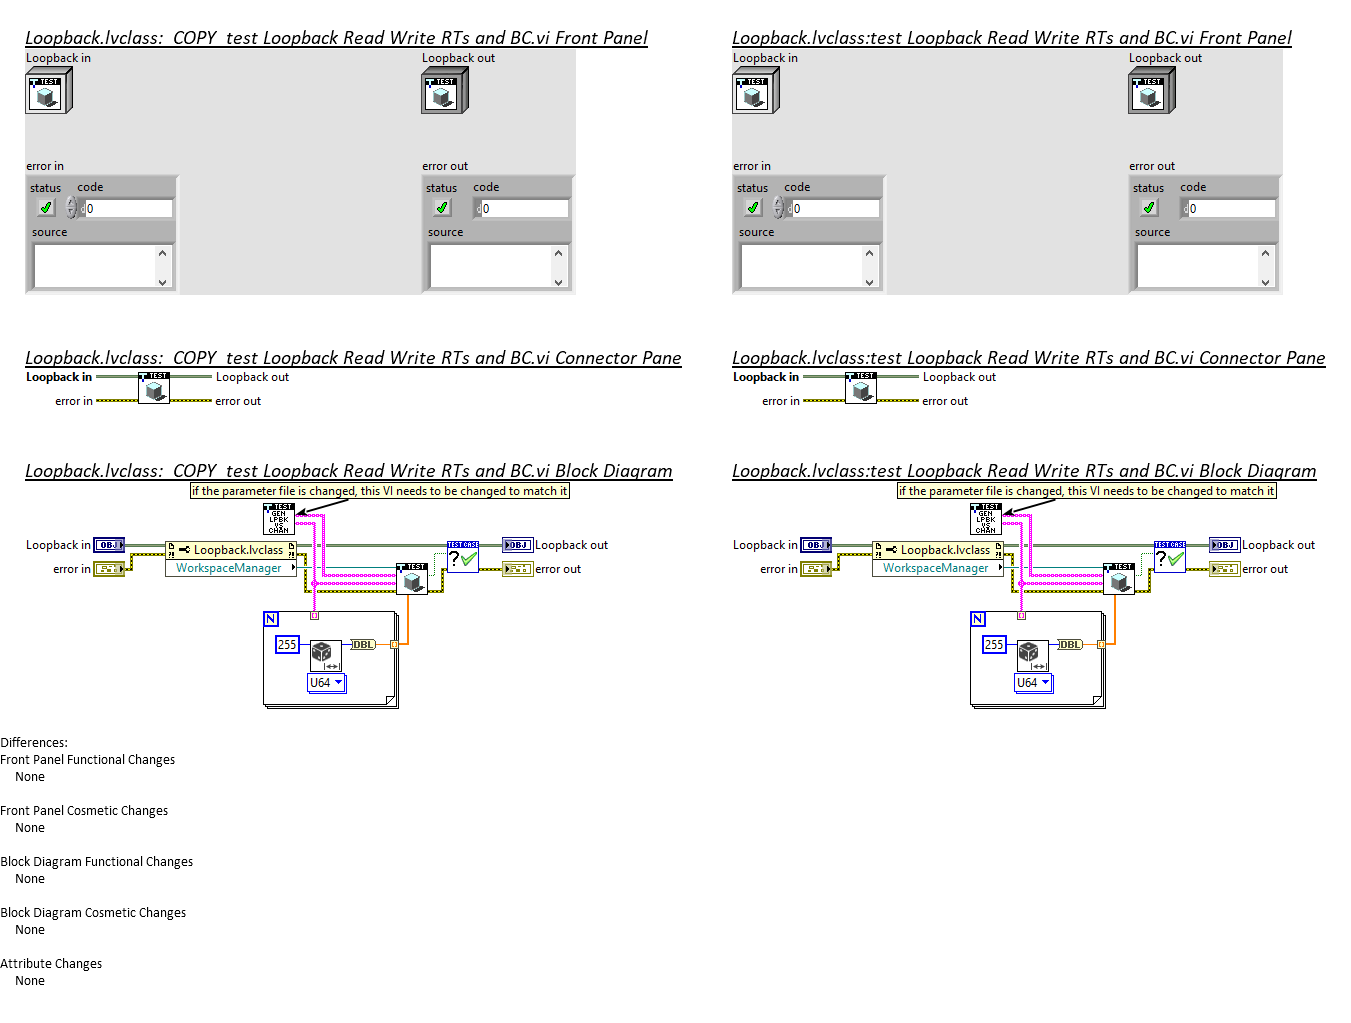 Loopback.lvclass:  COPY  test Loopback Read Write RTs and BC.vi Front Panel
Loopback in
Loopback out
TEST
TEST
error in
error out
status
code
0
source
status
code
0
source
Loopback.lvclass:test Loopback Read Write RTs and BC.vi Front Panel
Loopback in
Loopback out
TEST
TEST
error in
error out
status
code
0
source
status
code
0
source
Loopback.lvclass:  COPY  test Loopback Read Write RTs and BC.vi Connector Pane
Loopback in
TEST
Loopback out
error in
error out
Loopback.lvclass:test Loopback Read Write RTs and BC.vi Connector Pane
Loopback in
TEST
Loopback out
error in
error out
Loopback.lvclass:  COPY  test Loopback Read Write RTs and BC.vi Block Diagram
if the parameter file is changed, this VI needs to be changed to match it
TEST
GEN
LPBK
VS
CHAN
Loopback in
OBJ
Loopback.lvclass
TEST CASE
OBJ
Loopback out
error in
WorkspaceManager
TEST
error out
N
255
DBL
U64
Loopback.lvclass:test Loopback Read Write RTs and BC.vi Block Diagram
if the parameter file is changed, this VI needs to be changed to match it
TEST
GEN
LPBK
VS
CHAN
Loopback in
OBJ
Loopback.lvclass
TEST CASE
OBJ
Loopback out
error in
WorkspaceManager
TEST
error out
N
255
DBL
U64
Differences:
Front Panel Functional Changes
None
Front Panel Cosmetic Changes
None
Block Diagram Functional Changes
None
Block Diagram Cosmetic Changes
None
Attribute Changes
None